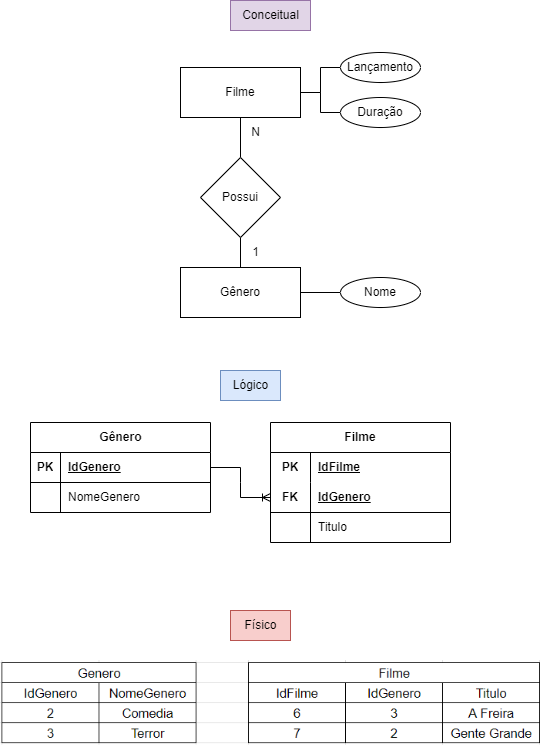 Conceitual
Filme
Lançamento
Duração
N
Possui
1
Gênero
Nome
Lógico
Gênero
PK IdGenero
NomeGenero
Filme
PK IdFilme
FK IdGenero
Titulo
Físico
Genero
IdGenero NomeGenero
2 Comedia
3 Terror
Filme
IdFilme IdGenero Titulo
6 3 A Freira
7 2 Gente Grande